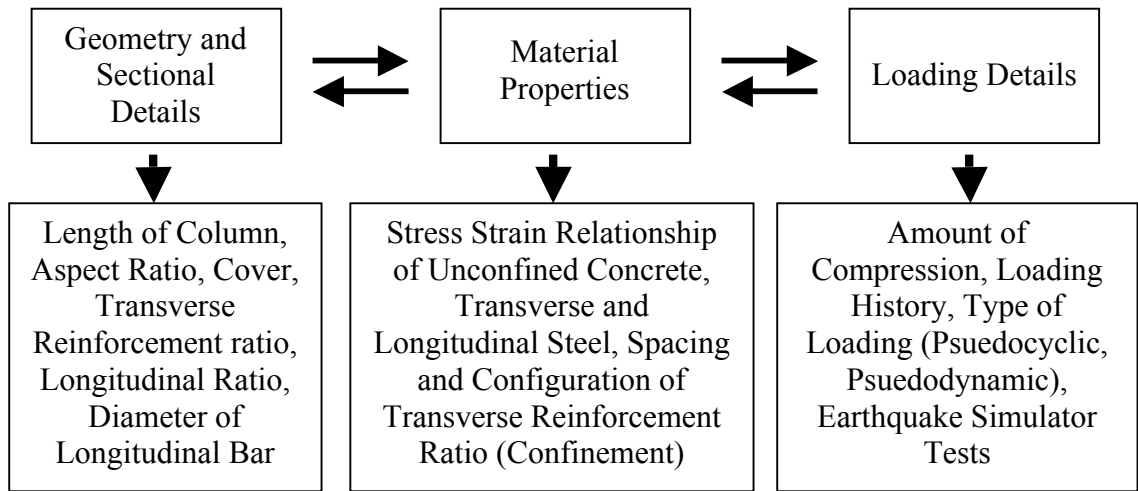 Geometry and
Sectional
Details
Material
Properties
Loading Details
Length of Column,
Aspect Ratio, Cover,
Transverse
Reinforcement ratio,
Longitudinal Ratio,
Diameter of
Longitudinal Bar
Stress Strain Relationship
of Unconfined Concrete,
Transverse and
Longitudinal Steel, Spacing
and Configuration of
Transverse Reinforcement
Ratio (Confinement)
Amount of
Compression, Loading
History, Type of
Loading (Psuedocyclic,
Psuedodynamic),
Earthquake Simulator
Tests